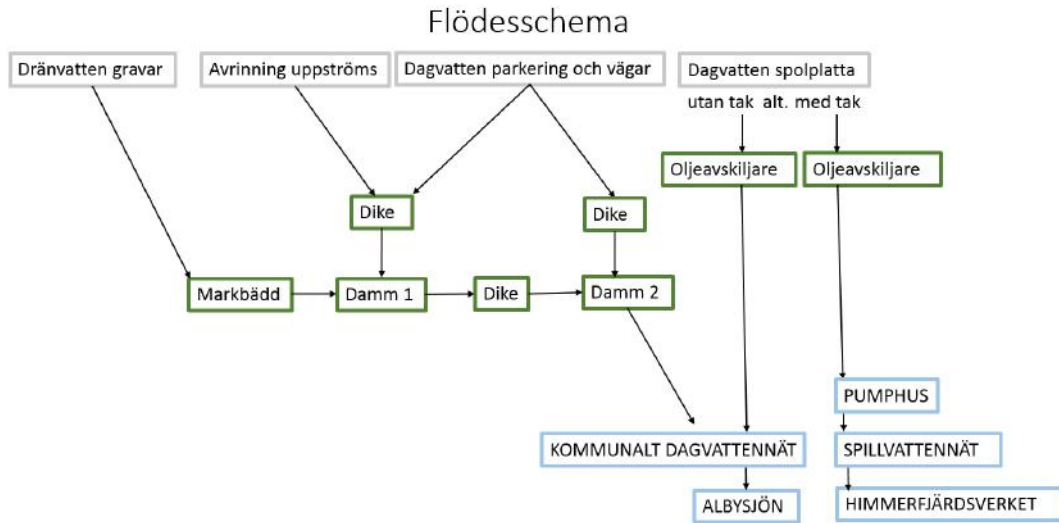 Flödesschema
Dränvatten gravar
Avrinning uppströms
Dagvatten parkering och vägar
Dagvatten spolplatta
utan tak alt. med tak
Oljeavskiljare
Oljeavskiljare
Dike
Dike
Markbädd
Damm 1
Dike
Damm 2
PUMPHUS
KOMMUNALT DAGVATTENNÄT
SPILLVATTENNÄT
ALBYSJÖN
HIMMERFJÄRDSVERKET